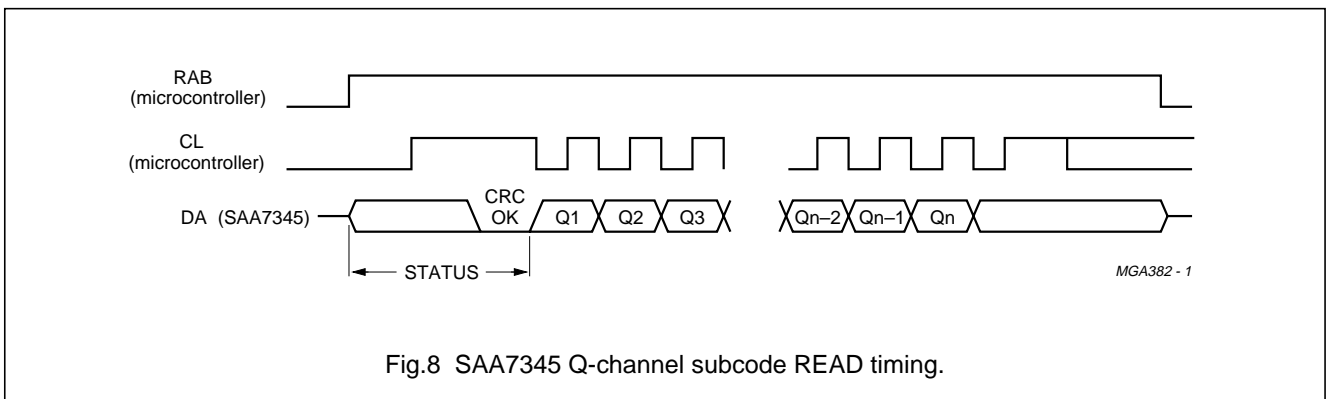 RAB
(microcontroller)
CL
(microcontroller)
DA (SAA7345)
CRC
OK
Q1
Q2
Q3
Qn–2
Qn–1
Qn
STATUS
MGA382 - 1
Fig.8 SAA7345 Q-channel subcode READ timing.